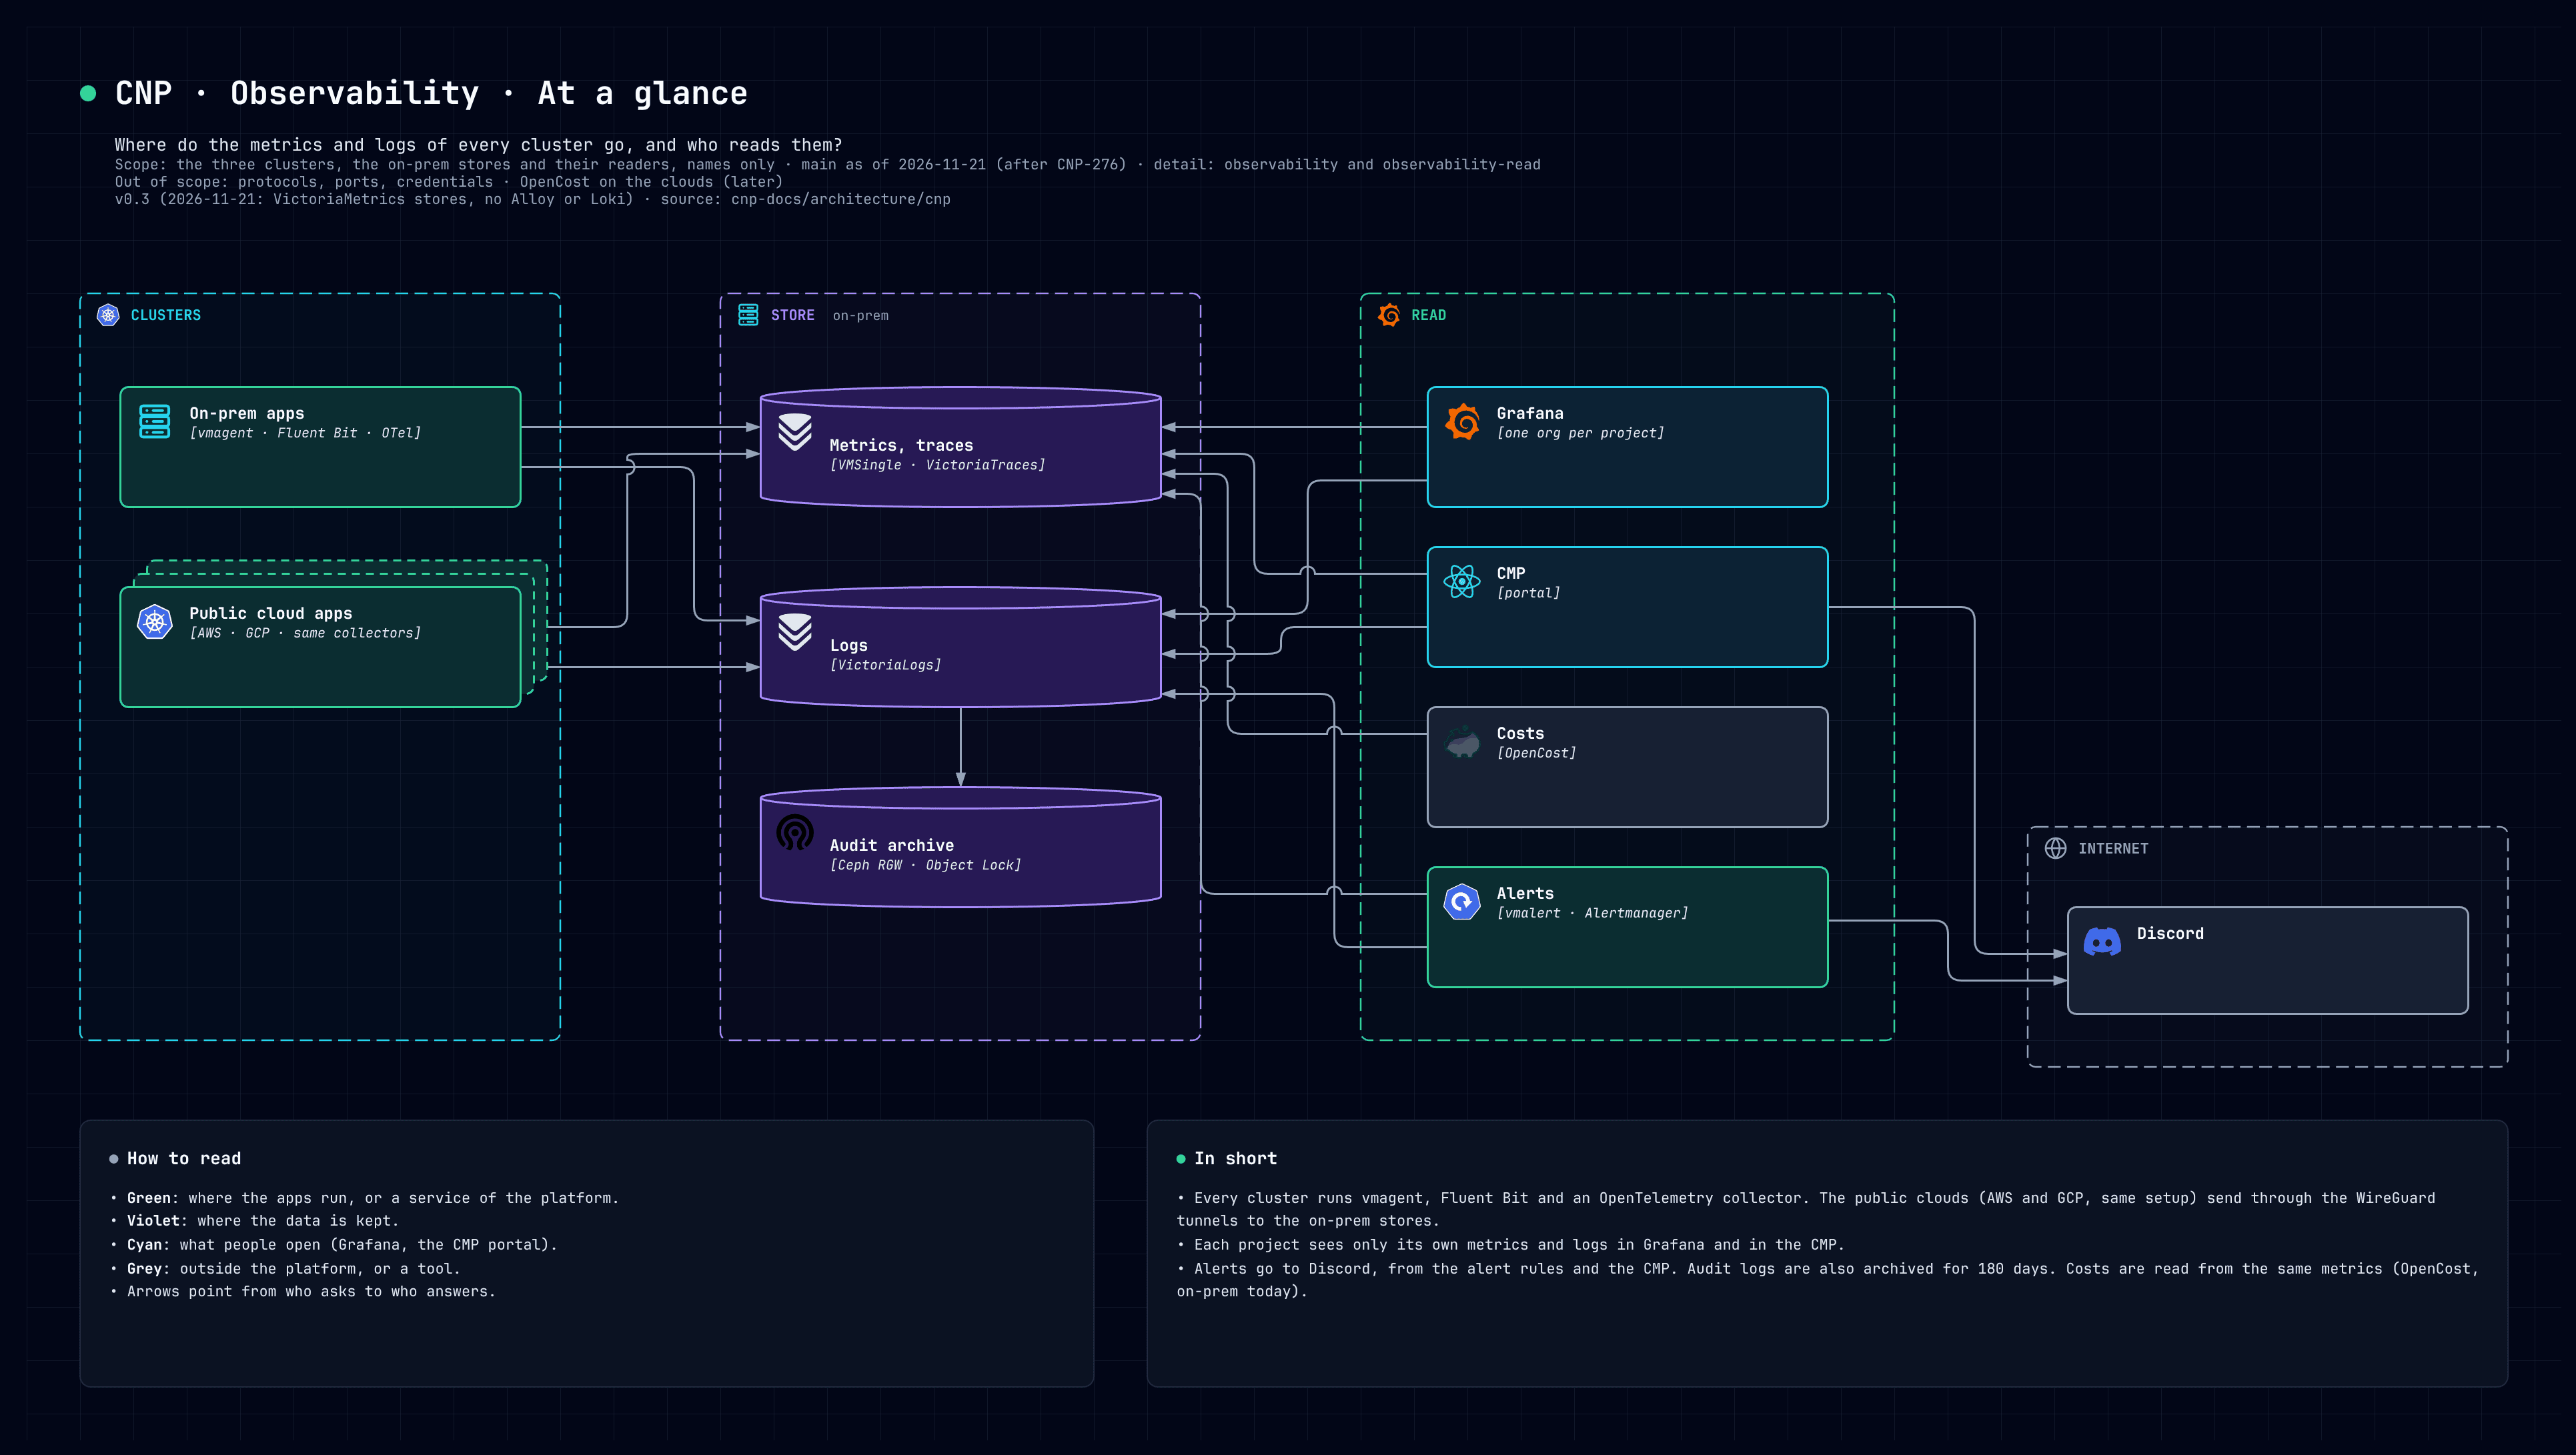 CNP · Observability · At a glance
Where do the metrics and logs of every cluster go, and who reads them?
Scope: the three clusters, the on-prem stores and their readers, names only · main as of 2026-11-21 (after CNP-276) · detail: observability and observability-read
Out of scope: protocols, ports, credentials · OpenCost on the clouds (later)
v0.3 (2026-11-21: VictoriaMetrics stores, no Alloy or Loki) · source: cnp-docs/architecture/cnp
CLUSTERS
On-prem apps
[vmagent · Fluent Bit · OTel]
Public cloud apps
[AWS · GCP · same collectors]
STORE on-prem
Metrics, traces
[VMSingle · VictoriaTraces]
Logs
[VictoriaLogs]
Audit archive
[Ceph RGW · Object Lock]
READ
Grafana
[one org per project]
CMP
[portal]
Costs
[OpenCost]
Alerts
[vmalert · Alertmanager]
INTERNET
Discord
How to read
• Green: where the apps run, or a service of the platform.
• Violet: where the data is kept.
• Cyan: what people open (Grafana, the CMP portal).
• Grey: outside the platform, or a tool.
• Arrows point from who asks to who answers.
In short
• Every cluster runs vmagent, Fluent Bit and an OpenTelemetry collector. The public clouds (AWS and GCP, same setup) send through the WireGuard
tunnels to the on-prem stores.
• Each project sees only its own metrics and logs in Grafana and in the CMP.
• Alerts go to Discord, from the alert rules and the CMP. Audit logs are also archived for 180 days. Costs are read from the same metrics (OpenCost,
on-prem today).